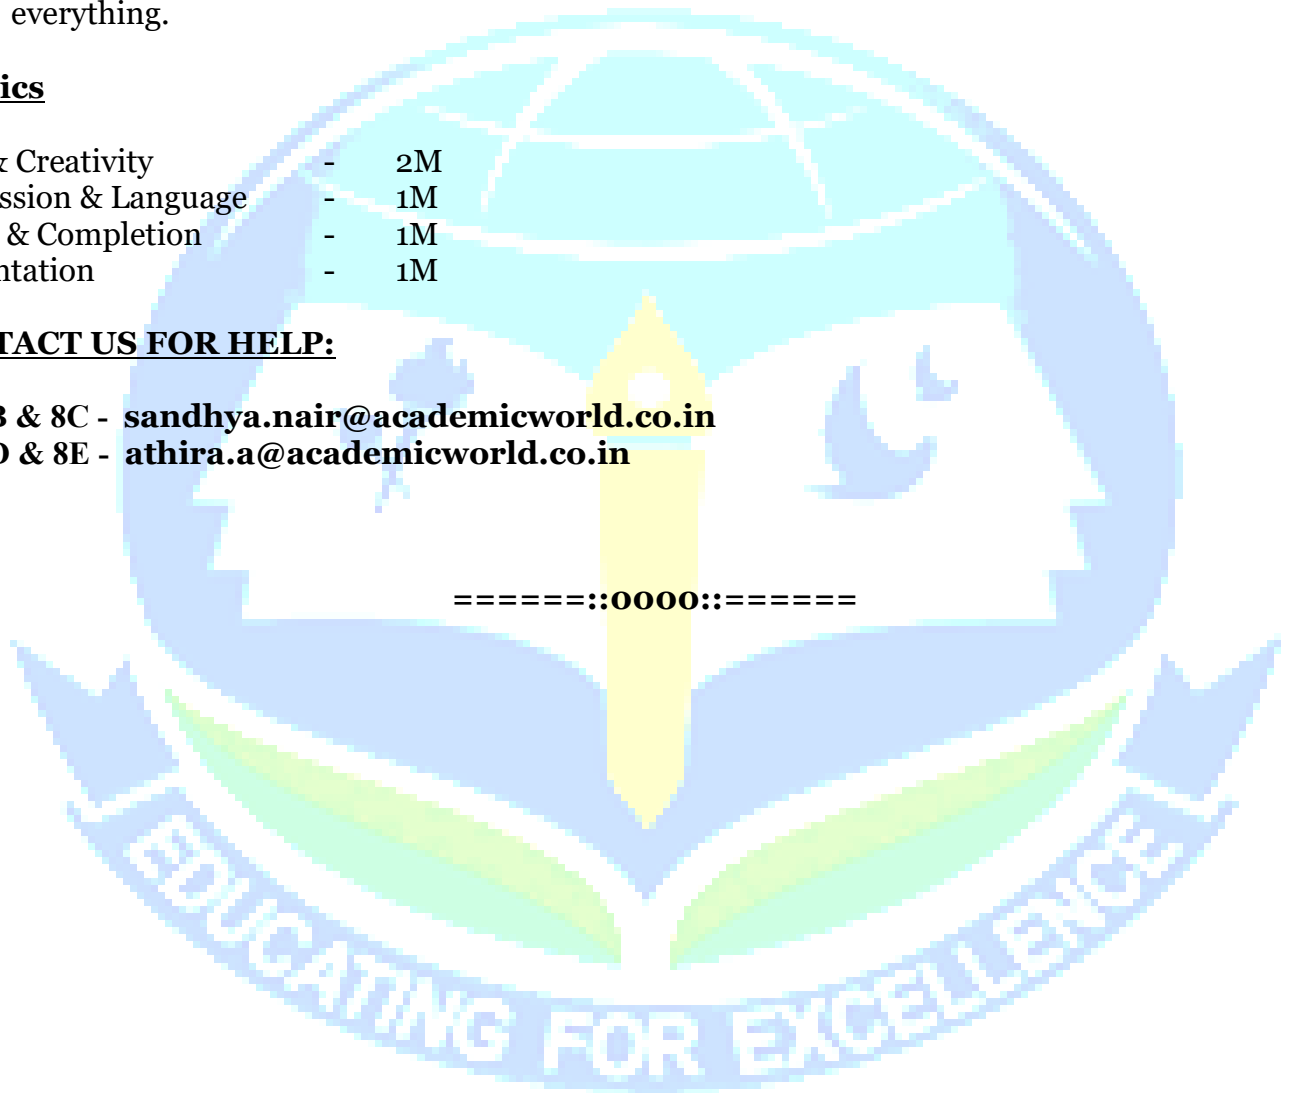 everything.
ics
& Creativity - 2M
ssion & Language - 1M
& Completion - 1M
ntation - 1M
TACT US FOR HELP:
B & 8C - sandhya.nair@academicworld.co.in
D & 8E - athira.a@academicworld.co.in
======::0000::======
EDUCATING FOR EXCELLENCE